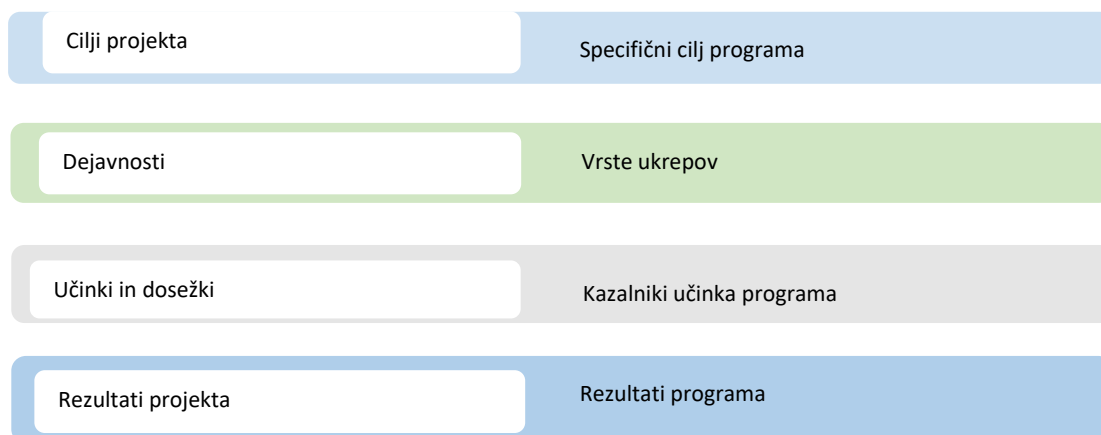 Cilji projekta
Specifični cilj programa
Dejavnosti
Vrste ukrepov
Učinki in dosežki
Kazalniki učinka programa
Rezultati projekta
Rezultati programa